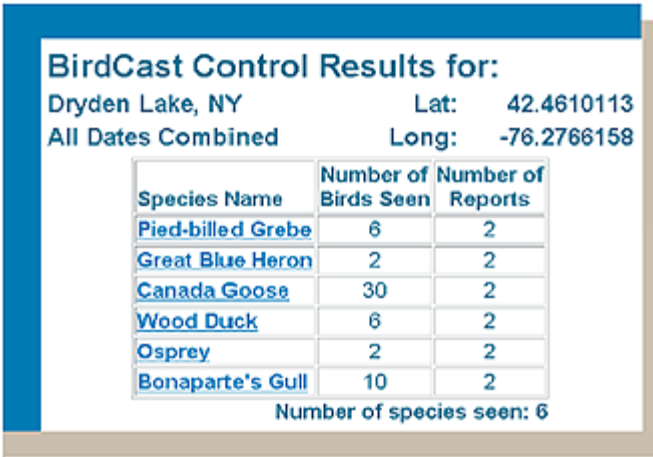 BirdCast Control Results for:
Dryden Lake, NY Lat: 42.4610113
All Dates Combined Long: -76.2766158
Number of Number of
Species Name Birds Seen Reports
Pied-billed Grebe 6 2
Great Blue Heron 2 2
Canada Goose 30 2
Wood Duck 6 2
Osprey 2 2
Bonaparte's Gull 10 2
Number of species seen: 6